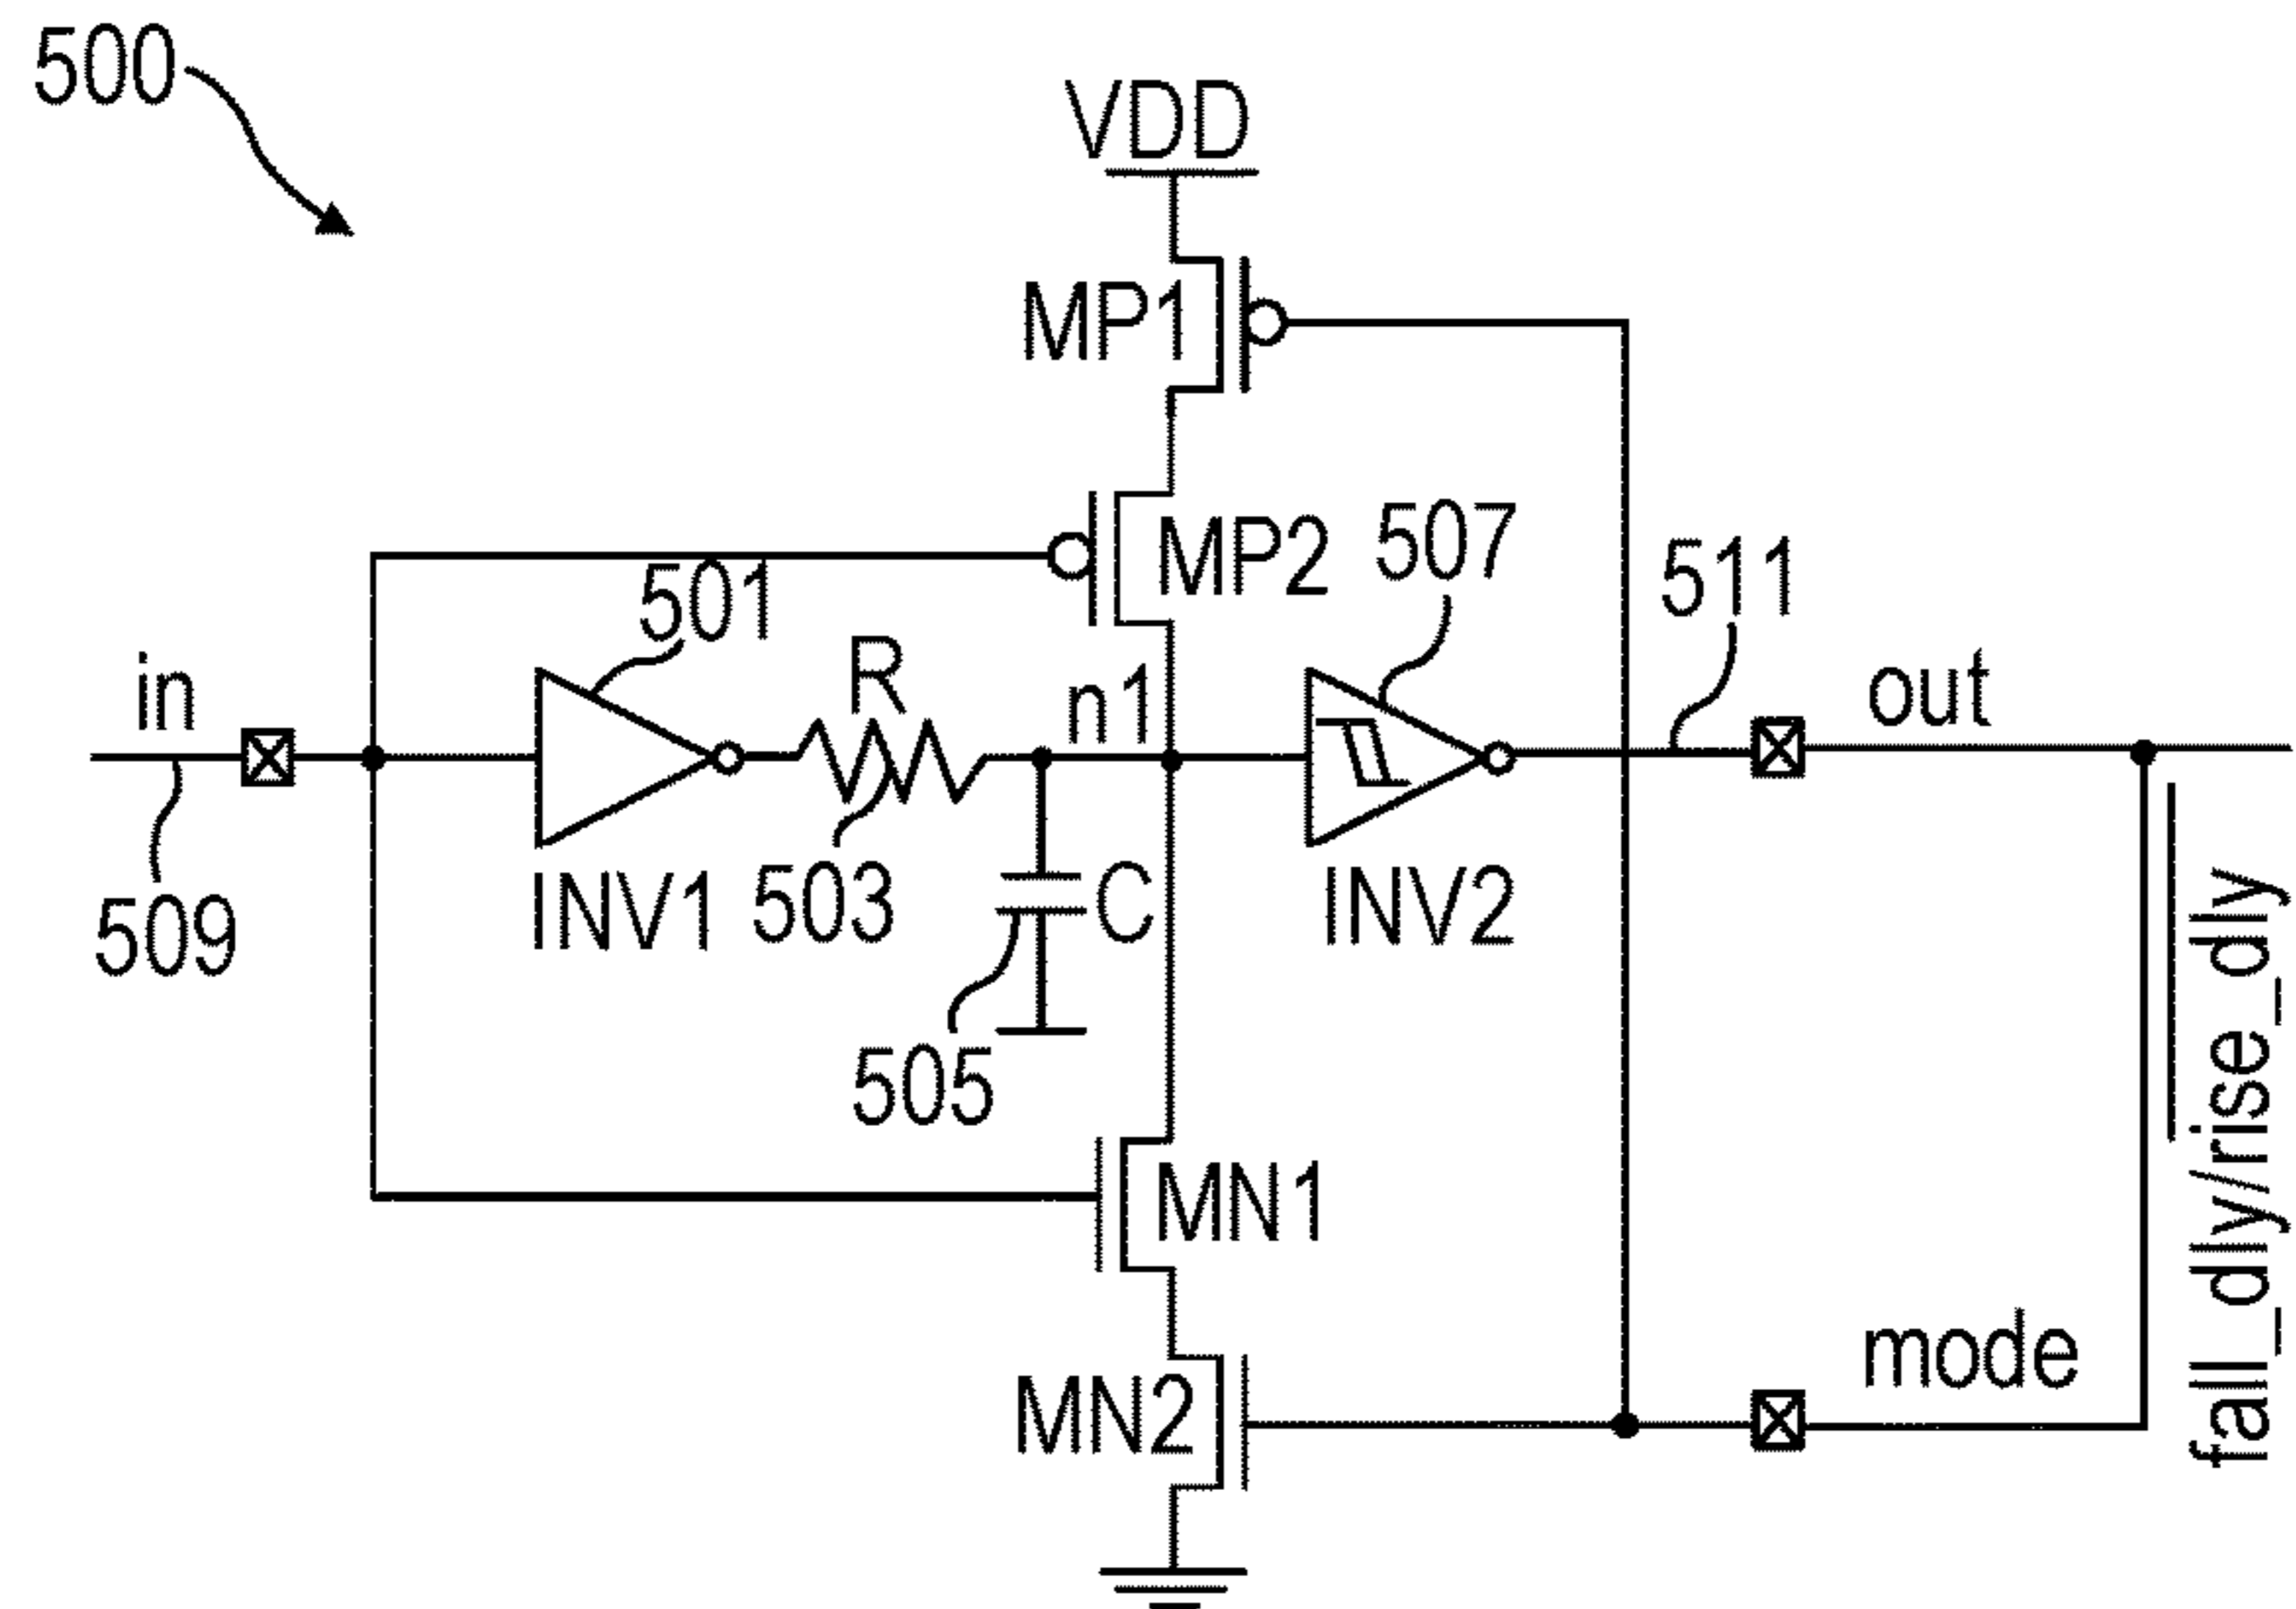 500
VDD
MP1
MP2
507
511
501
R
n1
in
out
509
INV1
503
C
INV2
505
MN1
MN2
mode
fall_dly/rise_dly